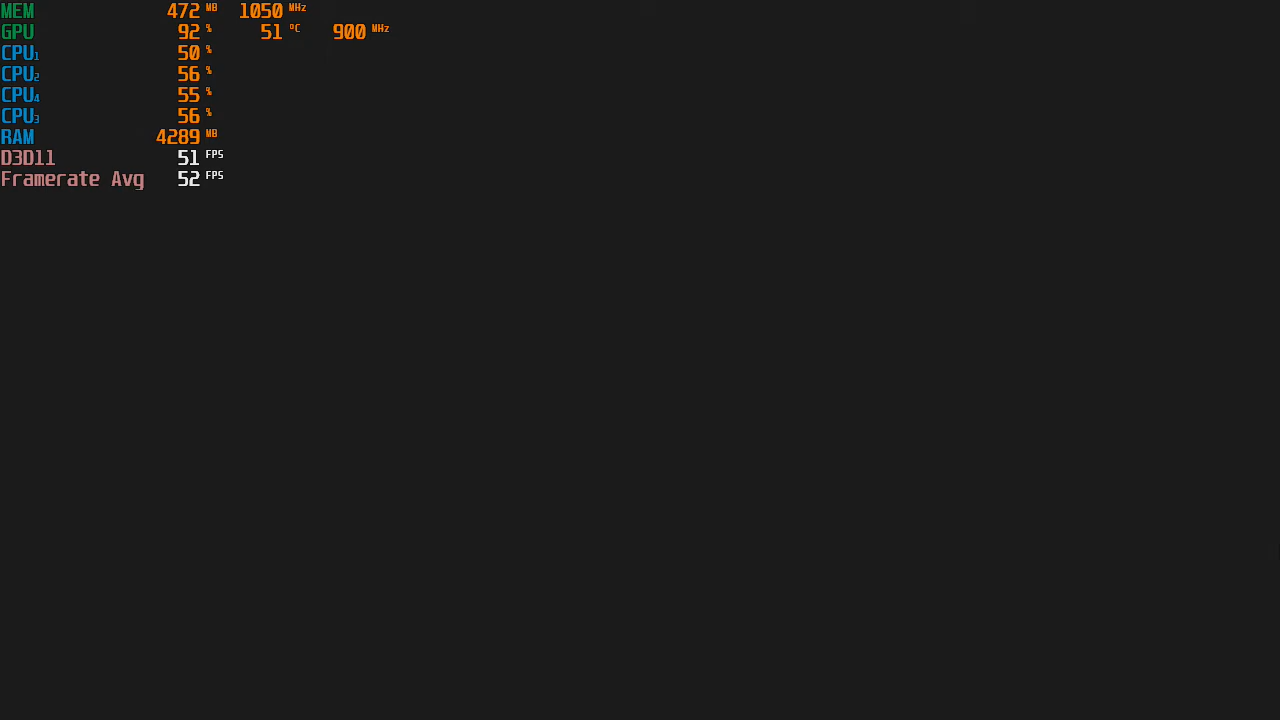 MEM 472 MB 1050 MHz
GPU 92 % 51 °C 900 MHz
CPU1 50 %
CPU2 56 %
CPU4 55 %
CPU3 56 %
RAM 4289 MB
D3D11 51 FPS
Framerate Avg 52 FPS